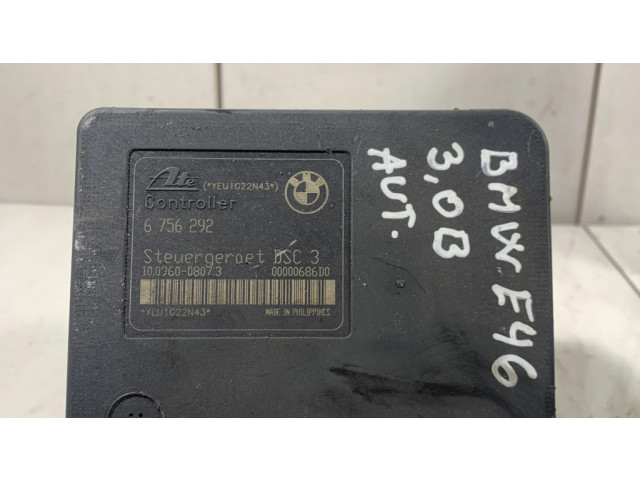 Ate (*YEU1G22N43*)
Controller
6 756 292
Steuergeraet DSC 3
10.0960-0807.3 00000686D0
*YEU1G22N43* MADE IN PHILIPPINES
BMW E46
3,0B
AUT.